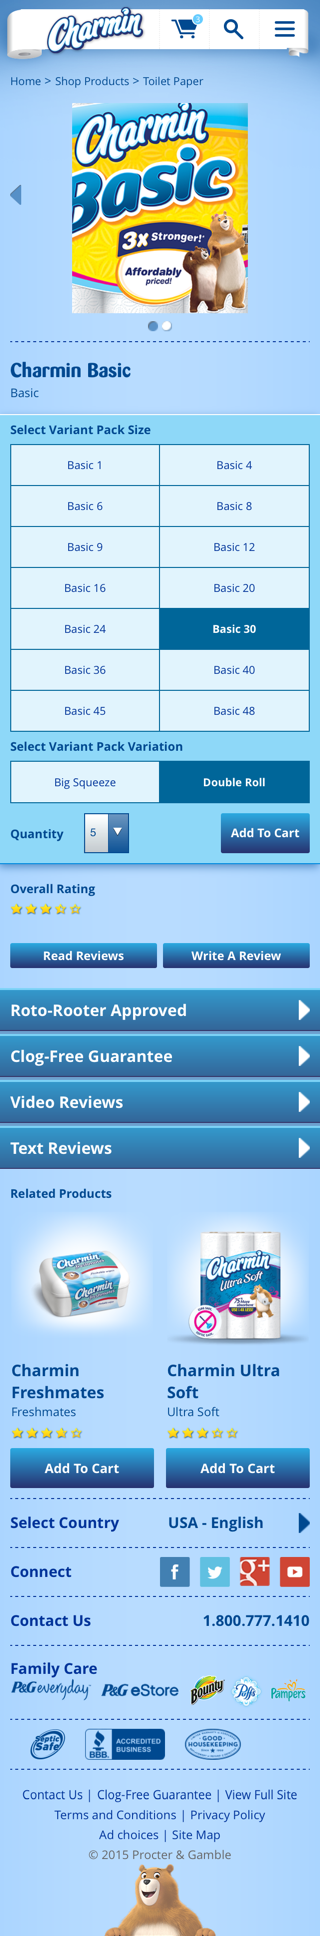 Charmin
3
Home > Shop Products > Toilet Paper
Charmin
Basic
3x Stronger!*
Affordably
priced!
Charmin Basic
Basic
Select Variant Pack Size
Basic 1
Basic 4
Basic 6
Basic 8
Basic 9
Basic 12
Basic 16
Basic 20
Basic 24
Basic 30
Basic 36
Basic 40
Basic 45
Basic 48
Select Variant Pack Variation
Big Squeeze
Double Roll
Quantity
5
Add To Cart
Overall Rating
Read Reviews
Write A Review
Roto-Rooter Approved
Clog-Free Guarantee
Video Reviews
Text Reviews
Related Products
Charmin
Charmin
Charmin
Ultra Soft
Charmin
Freshmates
Charmin Ultra
Soft
Freshmates
Ultra Soft
Add To Cart
Add To Cart
Select Country
USA - English
Connect
f
g+
Contact Us
1.800.777.1410
Family Care
P&G everyday
P&G eStore
Bounty
Puffs
Pampers
Septic
Safe
BBB.
ACCREDITED
BUSINESS
GOOD
HOUSEKEEPING
Contact Us | Clog-Free Guarantee | View Full Site
Terms and Conditions | Privacy Policy
Ad choices | Site Map
© 2015 Procter & Gamble